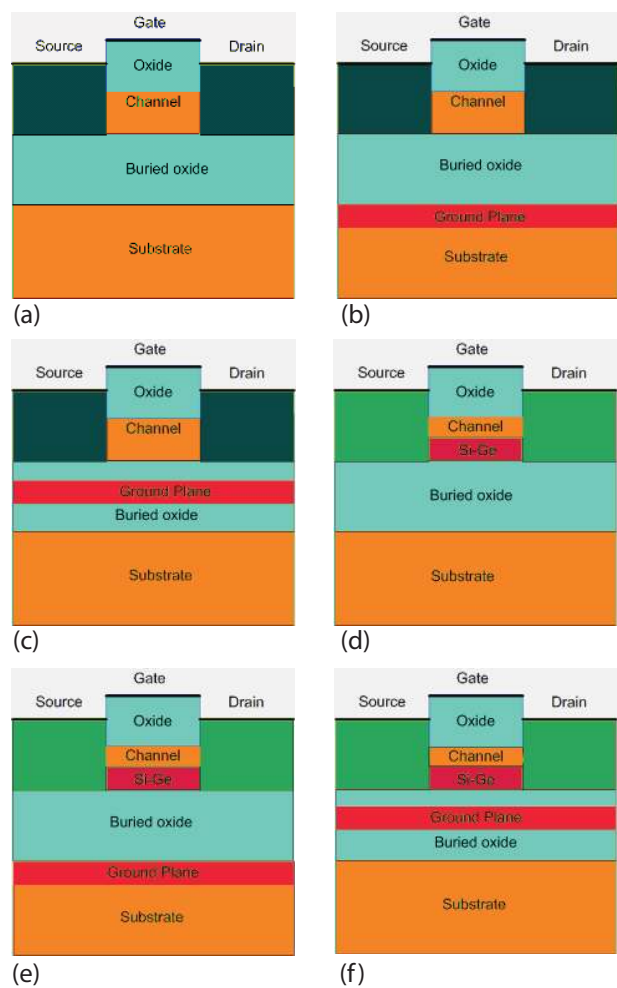 Gate
Source Drain
Oxide
Channel
Buried oxide
Substrate
(a)
Gate
Source Drain
Oxide
Channel
Buried oxide
Ground Plane
Substrate
(b)
Gate
Source Drain
Oxide
Channel
Ground Plane
Buried oxide
Substrate
(c)
Gate
Source Drain
Oxide
Channel
Si-Ge
Buried oxide
Substrate
(d)
Gate
Source Drain
Oxide
Channel
Si-Ge
Buried oxide
Ground Plane
Substrate
(e)
Gate
Source Drain
Oxide
Channel
Si-Ge
Ground Plane
Buried oxide
Substrate
(f)